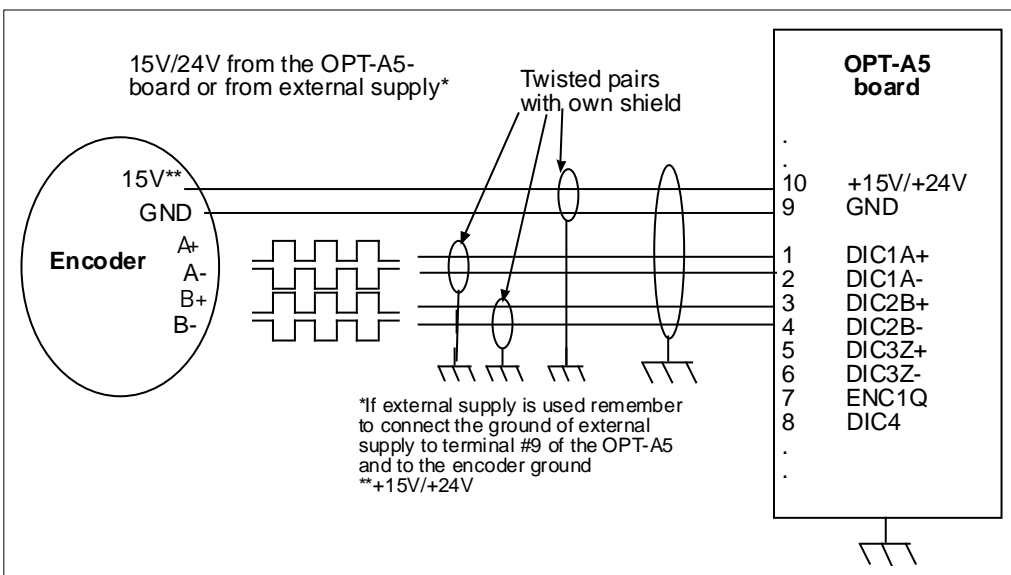 15V/24V from the OPT-A5-
board or from external supply*
Twisted pairs
with own shield
OPT-A5
board
.
.
15V**
GND
A+
Encoder
A-
B+
B-
10 +15V/+24V
9 GND
1 DIC1A+
2 DIC1A-
3 DIC2B+
4 DIC2B-
5 DIC3Z+
6 DIC3Z-
7 ENC1Q
8 DIC4
.
.
*If external supply is used remember
to connect the ground of external
supply to terminal #9 of the OPT-A5
and to the encoder ground
**+15V/+24V